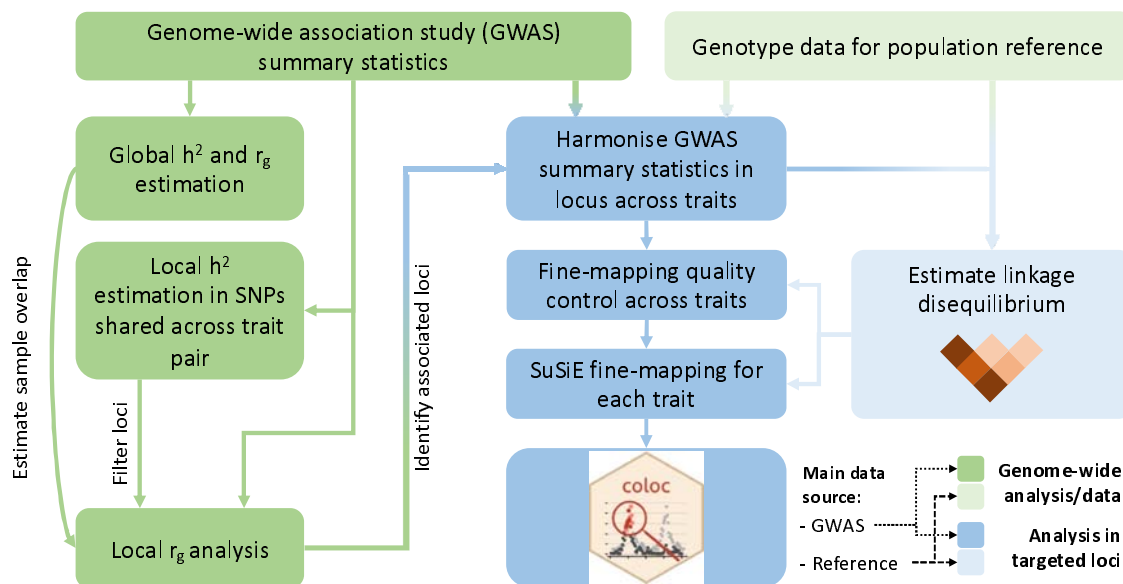 Genome-wide association study (GWAS)
summary statistics
Genotype data for population reference
Global h² and rg
estimation
Harmonise GWAS
summary statistics in
locus across traits
Estimate sample overlap
Local h²
estimation in SNPs
shared across trait
pair
Filter loci
Identify associated loci
Fine-mapping quality
control across traits
Estimate linkage
disequilibrium
SuSiE fine-mapping for
each trait
Local rg analysis
coloc
Main data
source:
- GWAS
- Reference
Genome-wide
analysis/data
Analysis in
targeted loci